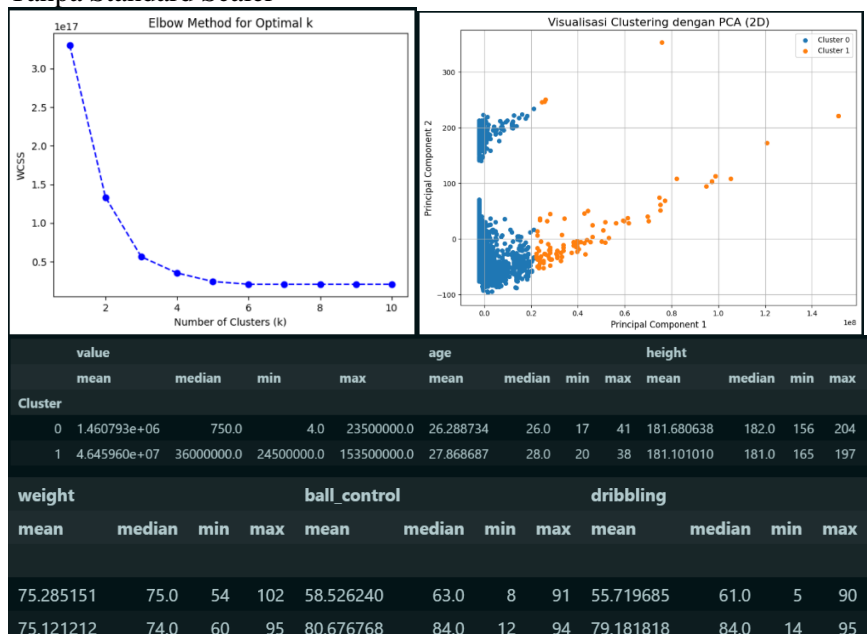 Tanpa Standard Scaler
Elbow Method for Optimal k
1e17
3.0
2.5
2.0
1.5
1.0
0.5
WCSS
2 4 6 8 10
Number of Clusters (k)
Visualisasi Clustering dengan PCA (2D)
Cluster 0
Cluster 1
300
200
100
0
−100
Principal Component 2
0.0 0.2 0.4 0.6 0.8 1.0 1.2 1.4
1e8
Principal Component 1
value age height
mean median min max mean median min max mean median min max
Cluster
0 1.460793e+06 750.0 4.0 23500000.0 26.288734 26.0 17 41 181.680638 182.0 156 204
1 4.645960e+07 36000000.0 24500000.0 153500000.0 27.868687 28.0 20 38 181.101010 181.0 165 197
weight ball_control dribbling
mean median min max mean median min max mean median min max
75.285151 75.0 54 102 58.526240 63.0 8 91 55.719685 61.0 5 90
75.121212 74.0 60 95 80.676768 84.0 12 94 79.181818 84.0 14 95